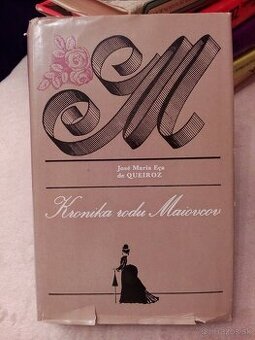 M
José Maria Eça
de QUEIROZ
Kronika rodu Maiovcov